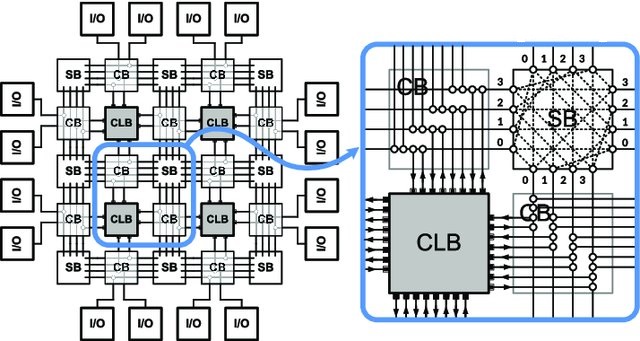 I/O I/O I/O I/O
SB CB SB CB SB
I/O CB CLB CB CLB CB I/O
I/O I/O
SB CB SB CB SB
I/O CB CLB CB CLB CB I/O
I/O I/O
SB CB SB CB SB
I/O I/O I/O I/O
0 1 2 3
CB
3 3
2 SB 2
1 1
0 0
0 1 2 3
CB
CLB